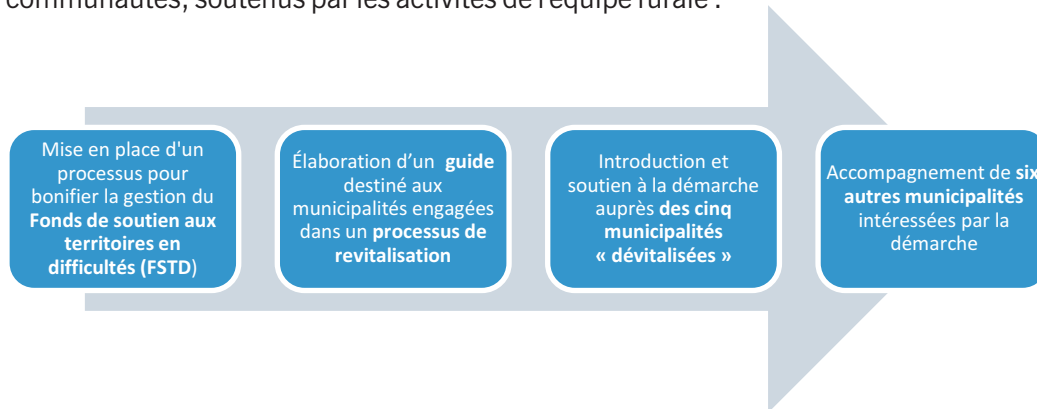 communautés, soutenus par les activités de l'équipe rurale :
Mise en place d'un
processus pour
bonifier la gestion du
Fonds de soutien aux
territoires en
difficultés (FSTD)
Élaboration d'un guide
destiné aux
municipalités engagées
dans un processus de
revitalisation
Introduction et
soutien à la démarche
auprès des cinq
municipalités
« dévitalisées »
Accompagnement de six
autres municipalités
intéressées par la
démarche